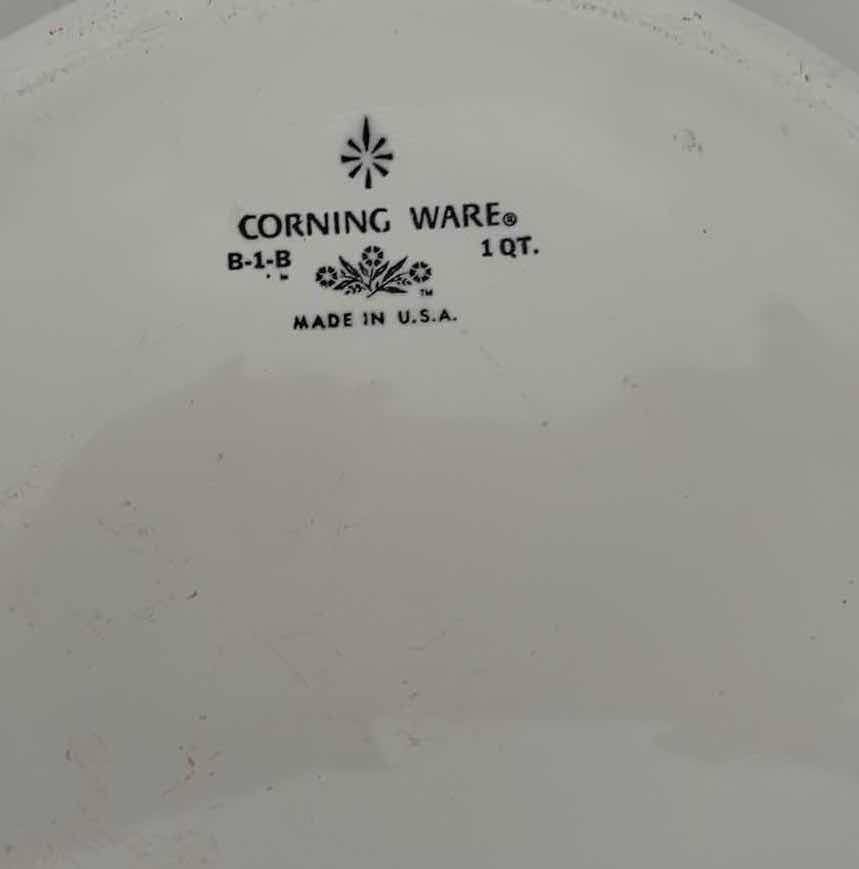 CORNING WARE®
B-1-B 1 QT.
TM
MADE IN U.S.A.